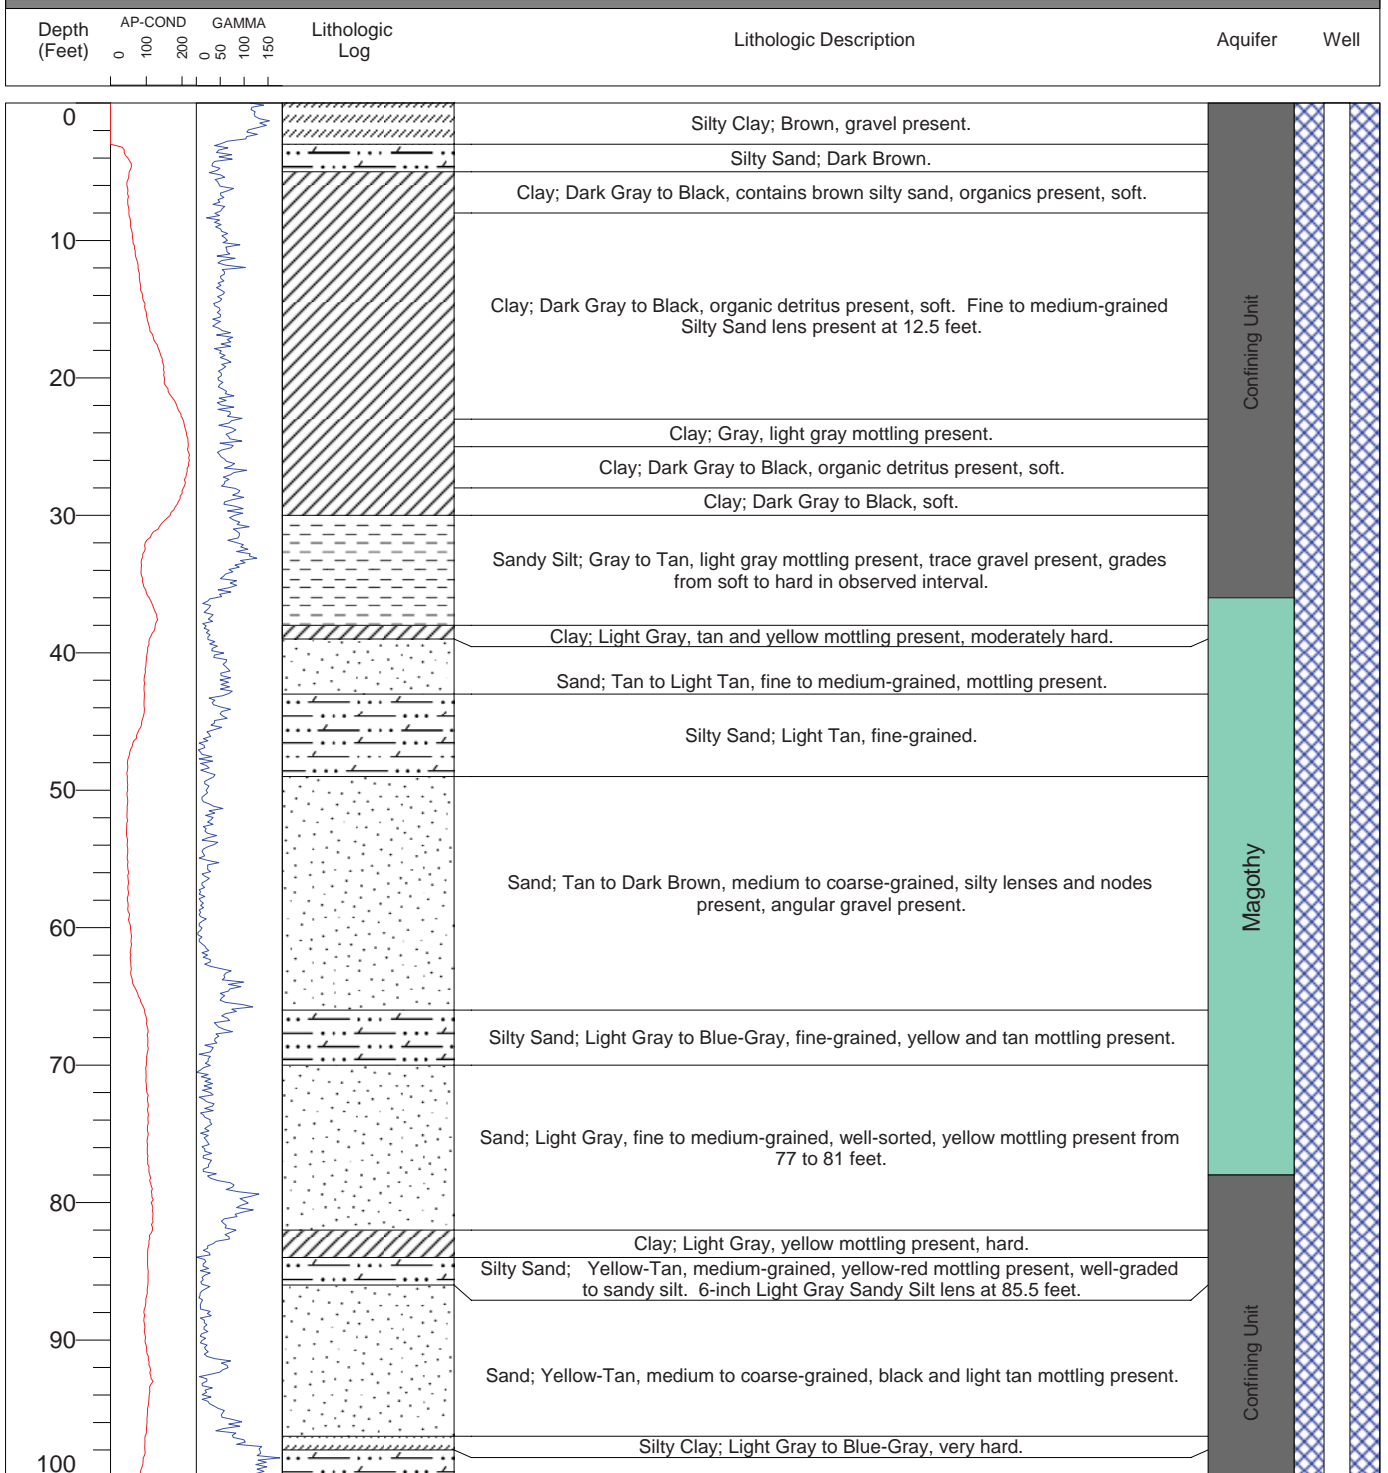 Depth
(Feet)
AP-COND
0
100
200
GAMMA
0
50
100
150
Lithologic
Log
Lithologic Description
Aquifer
Well
0
Silty Clay; Brown, gravel present.
Silty Sand; Dark Brown.
Clay; Dark Gray to Black, contains brown silty sand, organics present, soft.
10
Clay; Dark Gray to Black, organic detritus present, soft. Fine to medium-grained
Silty Sand lens present at 12.5 feet.
Confining Unit
20
Clay; Gray, light gray mottling present.
Clay; Dark Gray to Black, organic detritus present, soft.
Clay; Dark Gray to Black, soft.
30
Sandy Silt; Gray to Tan, light gray mottling present, trace gravel present, grades
from soft to hard in observed interval.
Clay; Light Gray, tan and yellow mottling present, moderately hard.
40
Sand; Tan to Light Tan, fine to medium-grained, mottling present.
Silty Sand; Light Tan, fine-grained.
50
Sand; Tan to Dark Brown, medium to coarse-grained, silty lenses and nodes
present, angular gravel present.
Magothy
60
Silty Sand; Light Gray to Blue-Gray, fine-grained, yellow and tan mottling present.
70
Sand; Light Gray, fine to medium-grained, well-sorted, yellow mottling present from
77 to 81 feet.
80
Clay; Light Gray, yellow mottling present, hard.
Silty Sand; Yellow-Tan, medium-grained, yellow-red mottling present, well-graded
to sandy silt. 6-inch Light Gray Sandy Silt lens at 85.5 feet.
90
Sand; Yellow-Tan, medium to coarse-grained, black and light tan mottling present.
Confining Unit
Silty Clay; Light Gray to Blue-Gray, very hard.
100